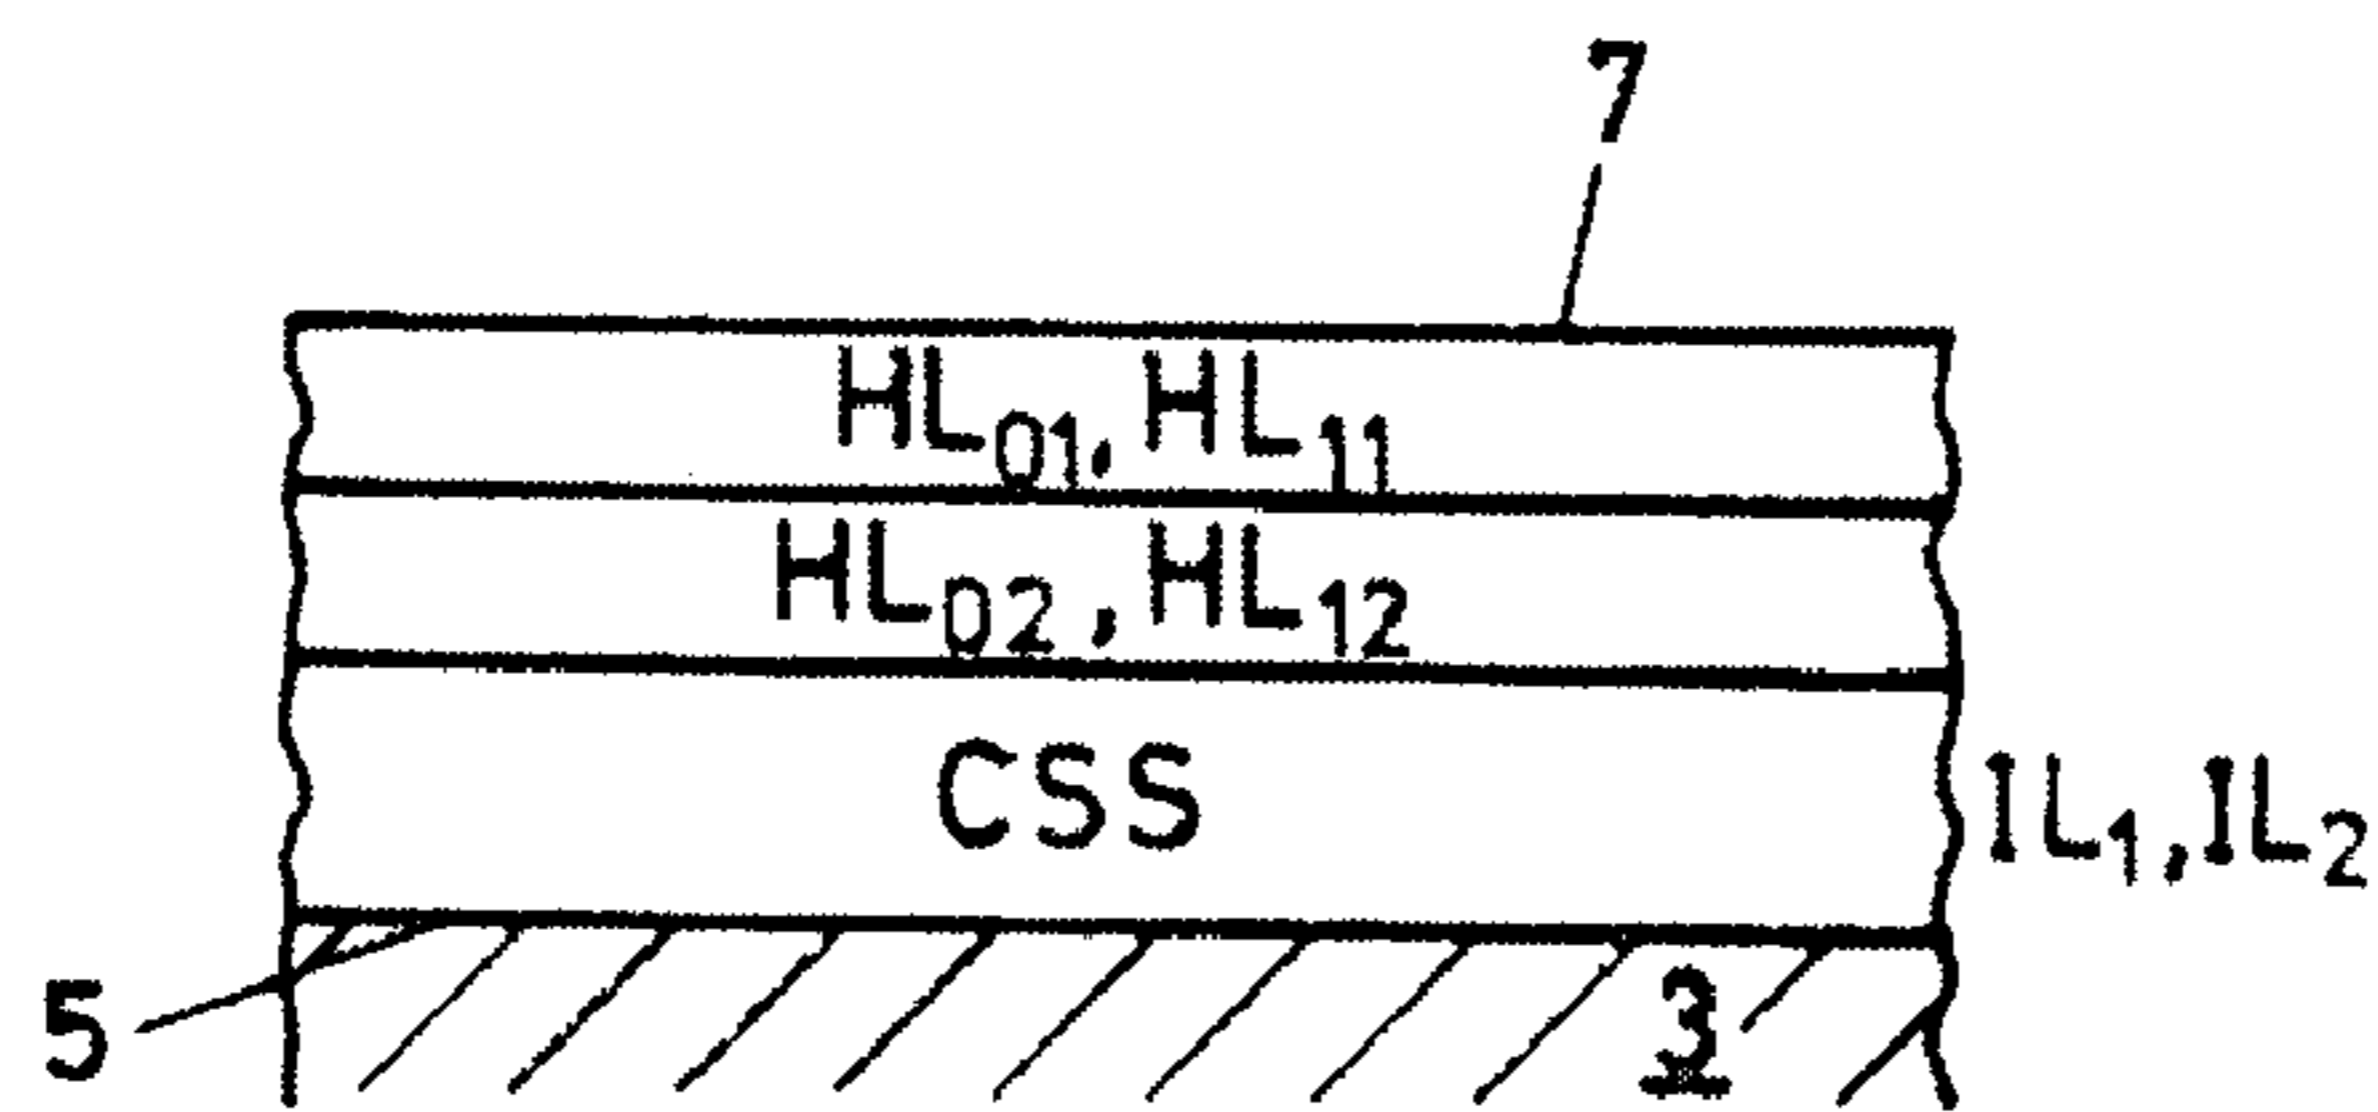 7
HL₀₁, HL₁₁
HL₀₂, HL₁₂
CSS
IL₁, IL₂
5
3